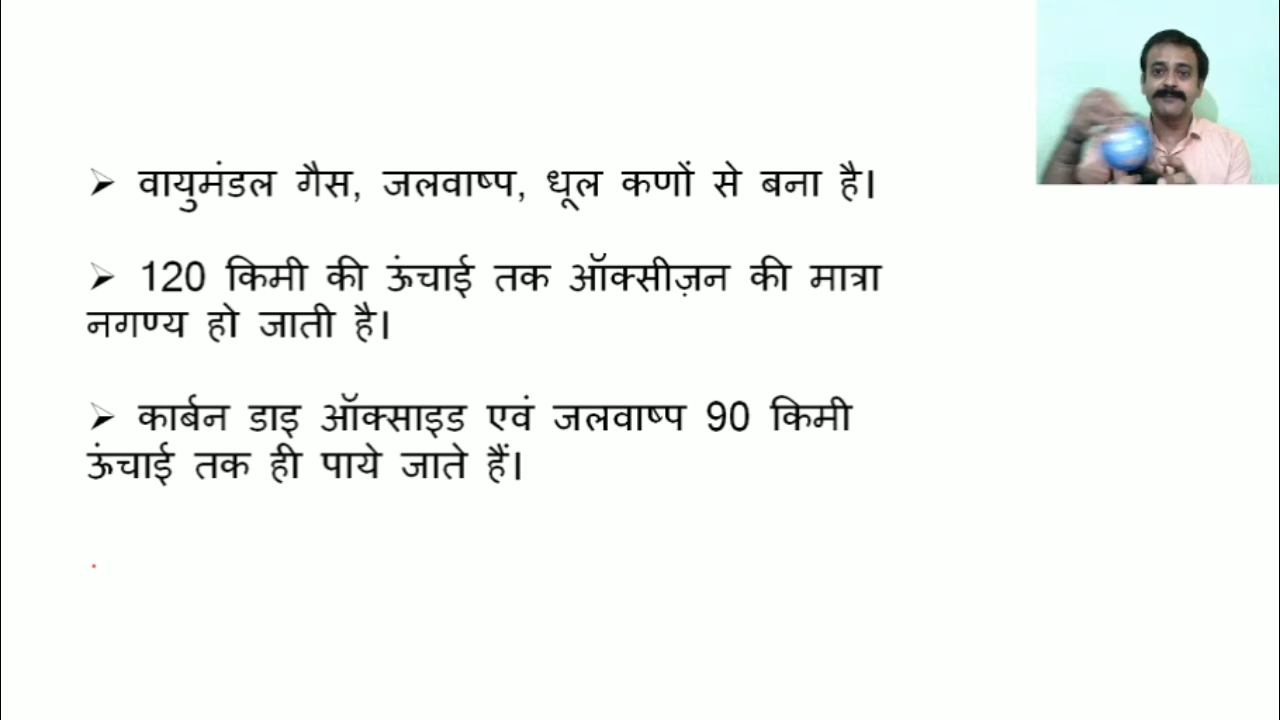 ➢ वायुमंडल गैस, जलवाष्प, धूल कणों से बना है।
➢ 120 किमी की ऊंचाई तक ऑक्सीज़न की मात्रा
नगण्य हो जाती है।
➢ कार्बन डाइ ऑक्साइड एवं जलवाष्प 90 किमी
ऊंचाई तक ही पाये जाते हैं।